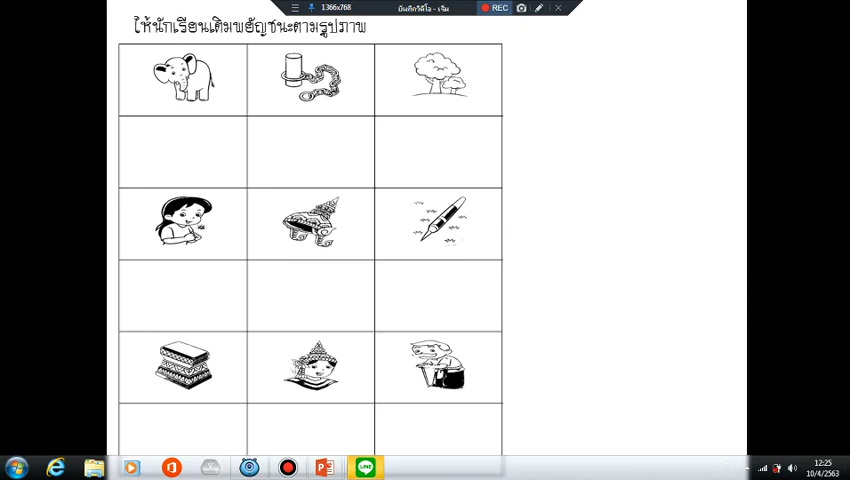 1366x768
บันทึกวิดีโอ - เริ่ม
REC
ให้นักเรียนเติมพยัญชนะตามรูปภาพ
LINE
12:25
10/4/2563